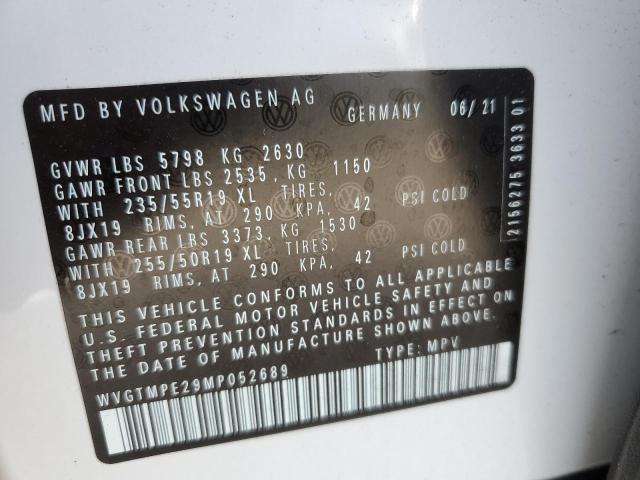 MFD BY VOLKSWAGEN AG GERMANY 06/21
GVWR LBS 5798 KG 2630
GAWR FRONT LBS 2535, KG 1150
WITH 235/55R19 XL TIRES,
8JX19 RIMS, AT 290 KPA, 42 PSI COLD
GAWR REAR LBS 3373, KG 1530
WITH 255/50R19 XL TIRES,
8JX19 RIMS, AT 290 KPA, 42 PSI COLD
THIS VEHICLE CONFORMS TO ALL APPLICABLE
U.S. FEDERAL MOTOR VEHICLE SAFETY AND
THEFT PREVENTION STANDARDS IN EFFECT ON
THE DATE OF MANUFACTURE SHOWN ABOVE.
TYPE: MPV
WVGTMPE29MP052689
2156275 3633 01